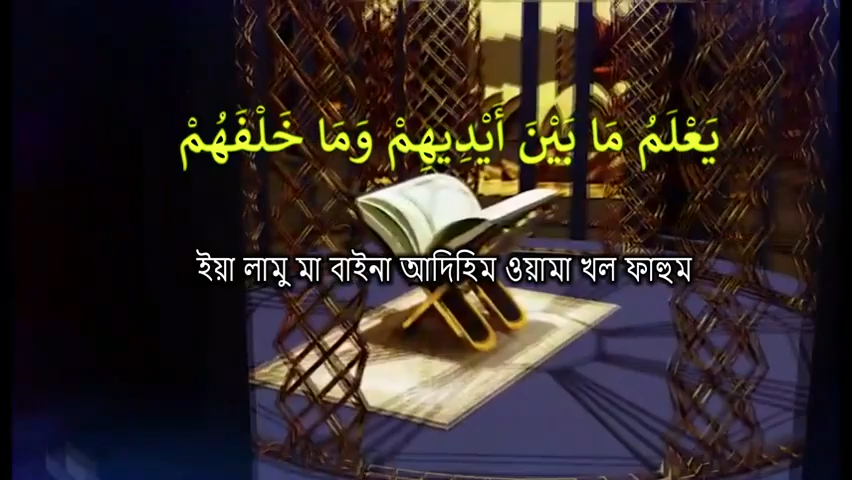 يَعْلَمُ مَا بَيْنَ أَيْدِيهِمْ وَمَا خَلْفَهُمْ
ইয়া লামু মা বাইনা আদিহিম ওয়ামা খল ফাহুম